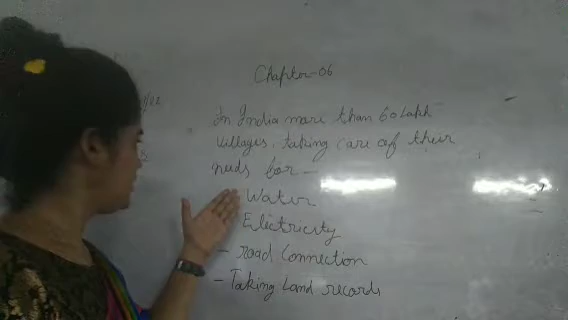 Chapter-06
In India more than 60 Lakh
villages, taking care of their
needs for -
Water
Electricity
- road Connection
- Taking Land records